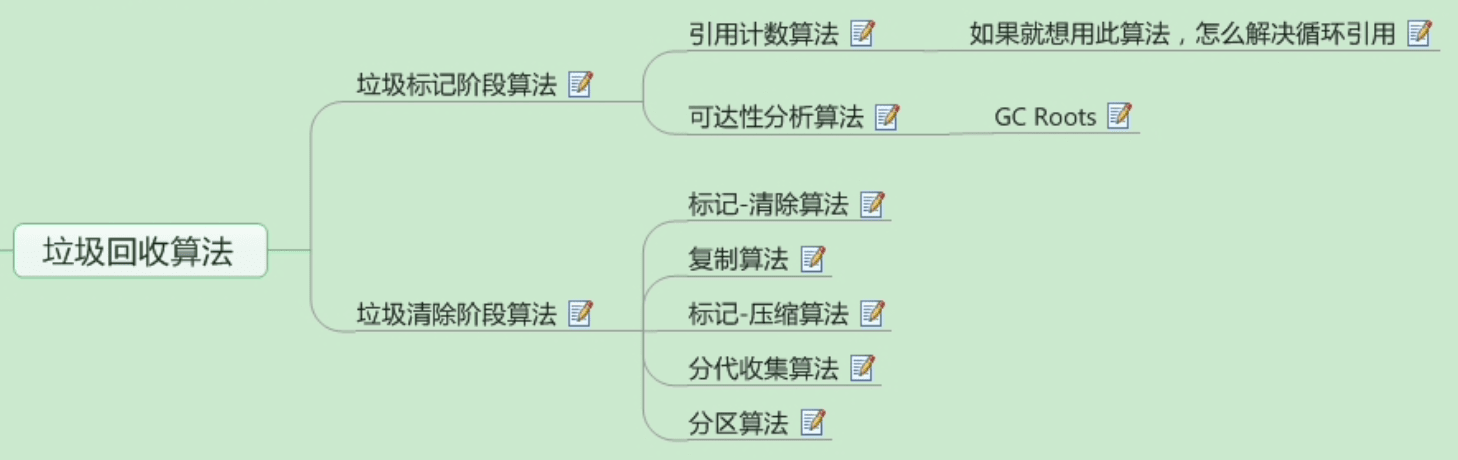 垃圾回收算法
垃圾标记阶段算法
引用计数算法
如果就想用此算法，怎么解决循环引用
可达性分析算法
GC Roots
垃圾清除阶段算法
标记-清除算法
复制算法
标记-压缩算法
分代收集算法
分区算法